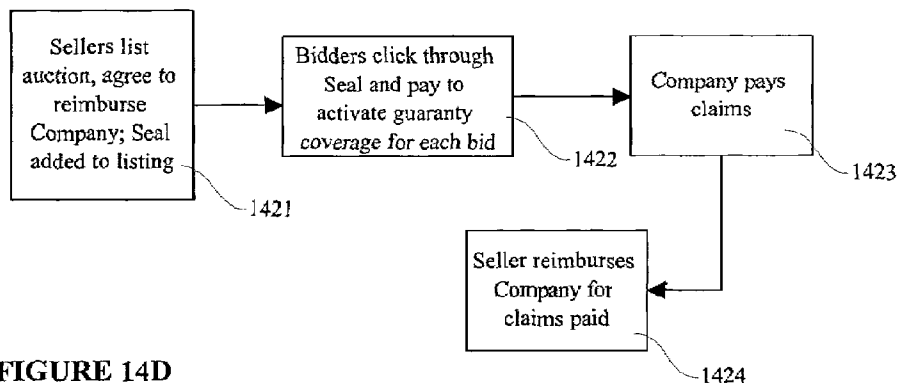 Sellers list
auction, agree to
reimburse
Company; Seal
added to listing
1421
Bidders click through
Seal and pay to
activate guaranty
coverage for each bid
1422
Company pays
claims
1423
Seller reimburses
Company for
claims paid
1424
FIGURE 14D